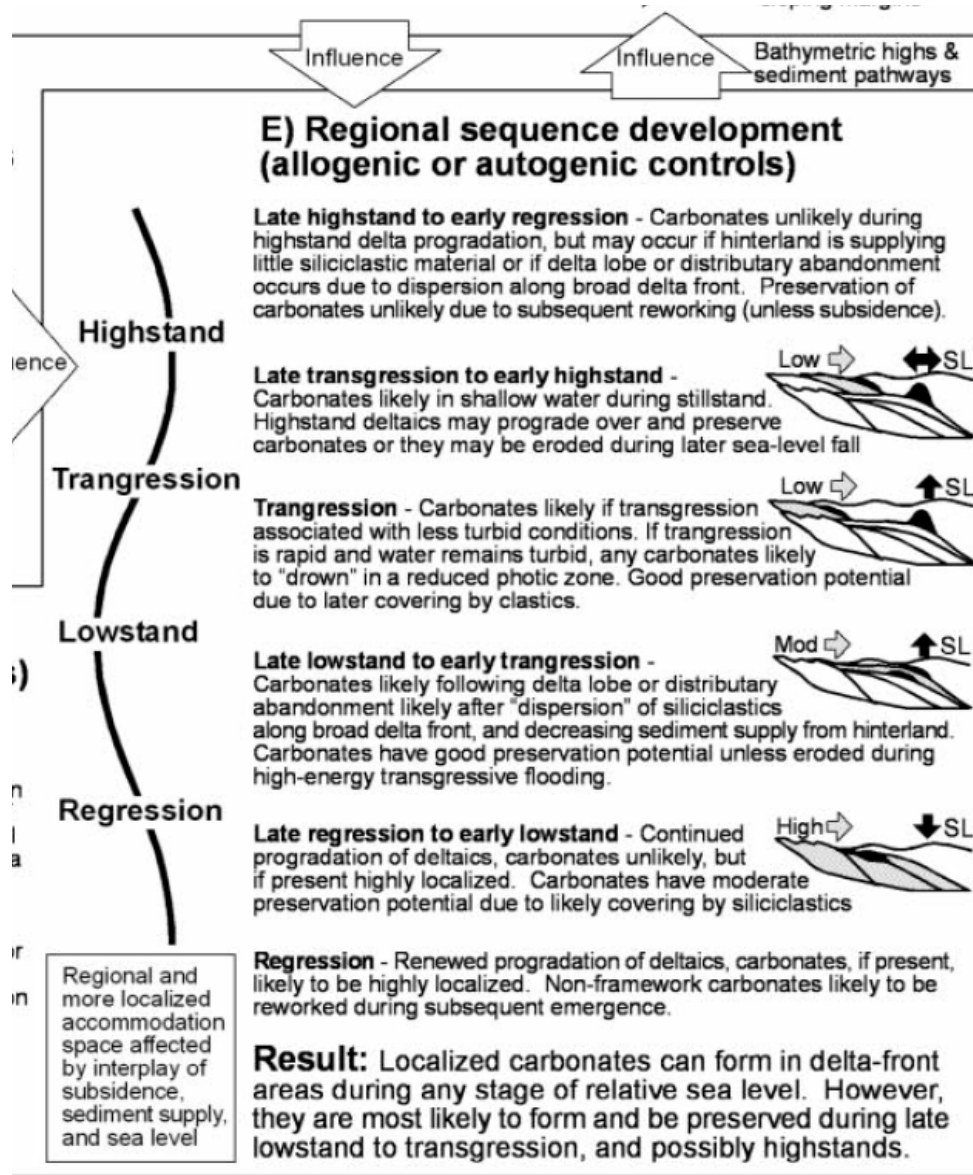 Influence
Influence
Bathymetric highs &
sediment pathways
E) Regional sequence development
(allogenic or autogenic controls)
Late highstand to early regression - Carbonates unlikely during
highstand delta progradation, but may occur if hinterland is supplying
little siliciclastic material or if delta lobe or distributary abandonment
occurs due to dispersion along broad delta front. Preservation of
carbonates unlikely due to subsequent reworking (unless subsidence).
Highstand
Low
SL
Late transgression to early highstand -
Carbonates likely in shallow water during stillstand.
Highstand deltaics may prograde over and preserve
carbonates or they may be eroded during later sea-level fall
Trangression
Low
SL
Trangression - Carbonates likely if transgression
associated with less turbid conditions. If trangression
is rapid and water remains turbid, any carbonates likely
to "drown" in a reduced photic zone. Good preservation potential
due to later covering by clastics.
Lowstand
Mod
SL
Late lowstand to early trangression -
Carbonates likely following delta lobe or distributary
abandonment likely after "dispersion" of siliciclastics
along broad delta front, and decreasing sediment supply from hinterland.
Carbonates have good preservation potential unless eroded during
high-energy transgressive flooding.
Regression
High
SL
Late regression to early lowstand - Continued
progradation of deltaics, carbonates unlikely, but
if present highly localized. Carbonates have moderate
preservation potential due to likely covering by siliciclastics
Regression - Renewed progradation of deltaics, carbonates, if present,
likely to be highly localized. Non-framework carbonates likely to be
reworked during subsequent emergence.
Regional and
more localized
accommodation
space affected
by interplay of
subsidence,
sediment supply,
and sea level
Result: Localized carbonates can form in delta-front
areas during any stage of relative sea level. However,
they are most likely to form and be preserved during late
lowstand to transgression, and possibly highstands.